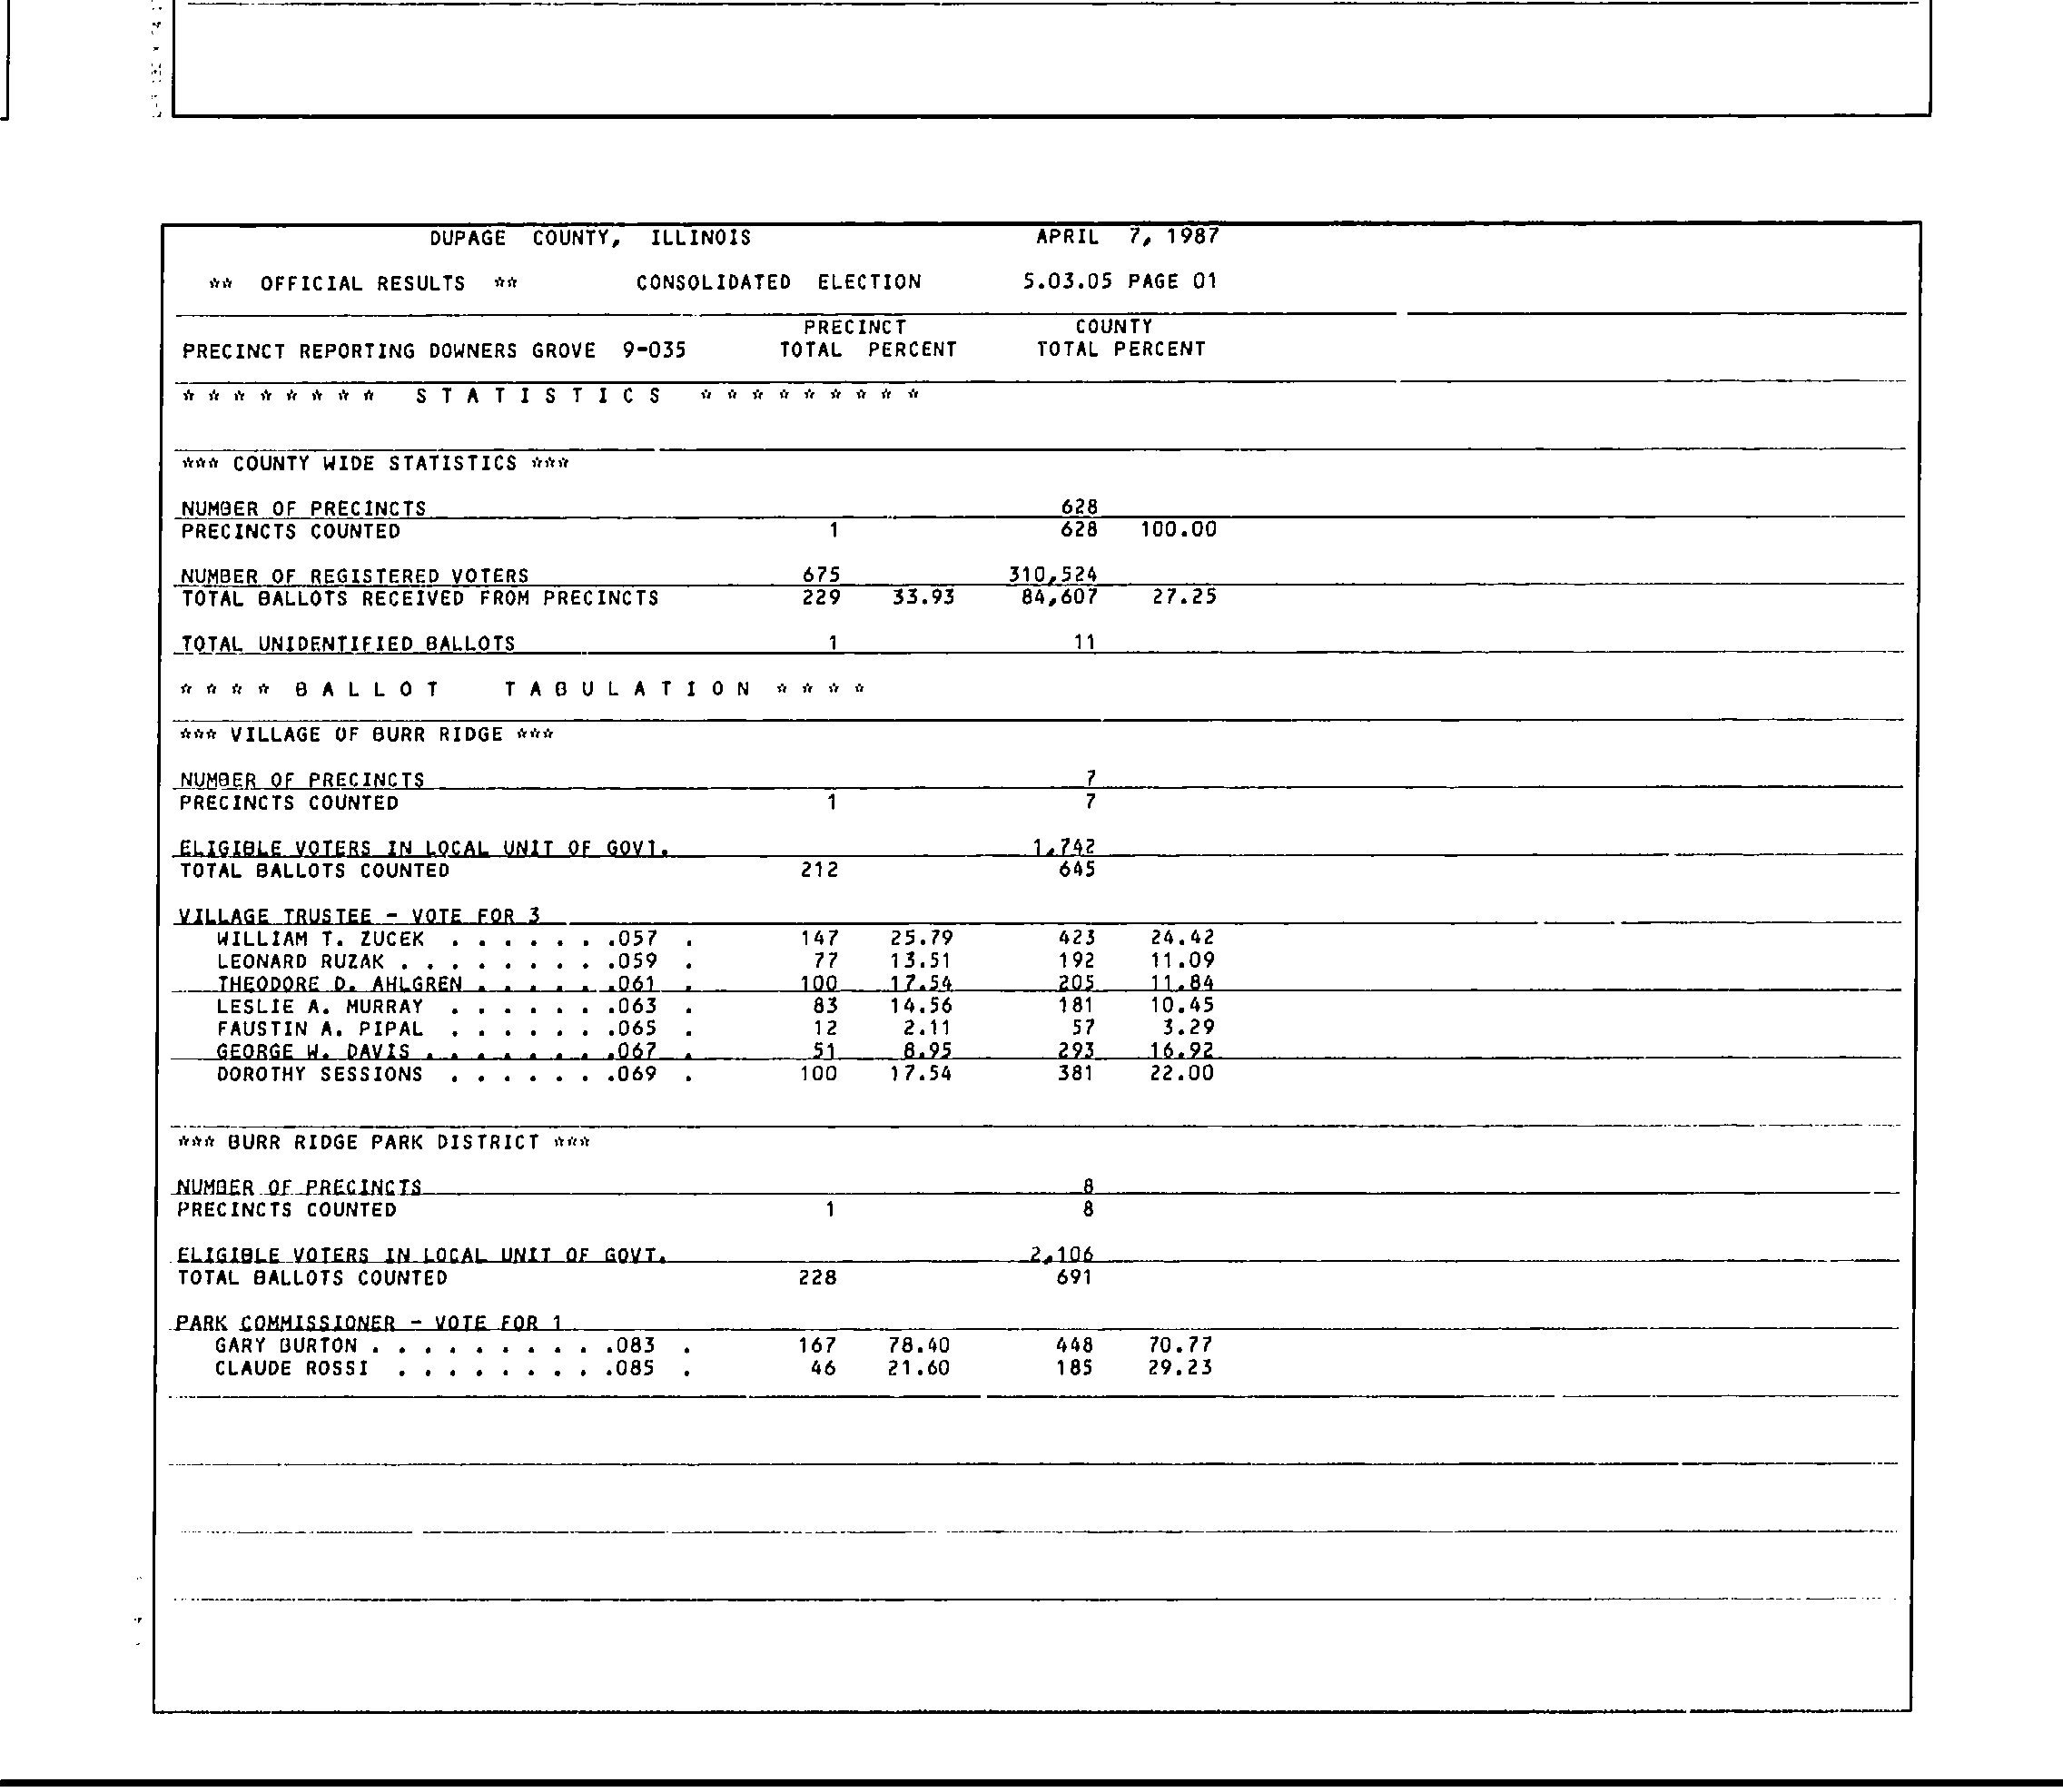 DUPAGE COUNTY, ILLINOIS APRIL 7, 1987
** OFFICIAL RESULTS ** CONSOLIDATED ELECTION 5.03.05 PAGE 01
PRECINCT COUNTY
PRECINCT REPORTING DOWNERS GROVE 9-035 TOTAL PERCENT TOTAL PERCENT
* * * * * * * * S T A T I S T I C S * * * * * * * * *
*** COUNTY WIDE STATISTICS ***
NUMBER OF PRECINCTS 628
PRECINCTS COUNTED 1 628 100.00
NUMBER OF REGISTERED VOTERS 675 310,524
TOTAL BALLOTS RECEIVED FROM PRECINCTS 229 33.93 84,607 27.25
TOTAL UNIDENTIFIED BALLOTS 1 11
* * * * B A L L O T T A B U L A T I O N * * * *
*** VILLAGE OF BURR RIDGE ***
NUMBER OF PRECINCTS 7
PRECINCTS COUNTED 1 7
ELIGIBLE VOTERS IN LOCAL UNIT OF GOVT. 1,742
TOTAL BALLOTS COUNTED 212 645
VILLAGE TRUSTEE - VOTE FOR 3
WILLIAM T. ZUCEK . . . . . . .057 . 147 25.79 423 24.42
LEONARD RUZAK . . . . . . . . .059 . 77 13.51 192 11.09
THEODORE D. AHLGREN . . . . . .061 . 100 17.54 205 11.84
LESLIE A. MURRAY . . . . . . .063 . 83 14.56 181 10.45
FAUSTIN A. PIPAL . . . . . . .065 . 12 2.11 57 3.29
GEORGE W. DAVIS . . . . . . . .067 . 51 8.95 293 16.92
DOROTHY SESSIONS . . . . . . .069 . 100 17.54 381 22.00
*** BURR RIDGE PARK DISTRICT ***
NUMBER OF PRECINCTS 8
PRECINCTS COUNTED 1 8
ELIGIBLE VOTERS IN LOCAL UNIT OF GOVT. 2,106
TOTAL BALLOTS COUNTED 228 691
PARK COMMISSIONER - VOTE FOR 1
GARY BURTON . . . . . . . . . .083 . 167 78.40 448 70.77
CLAUDE ROSSI . . . . . . . . .085 . 46 21.60 185 29.23